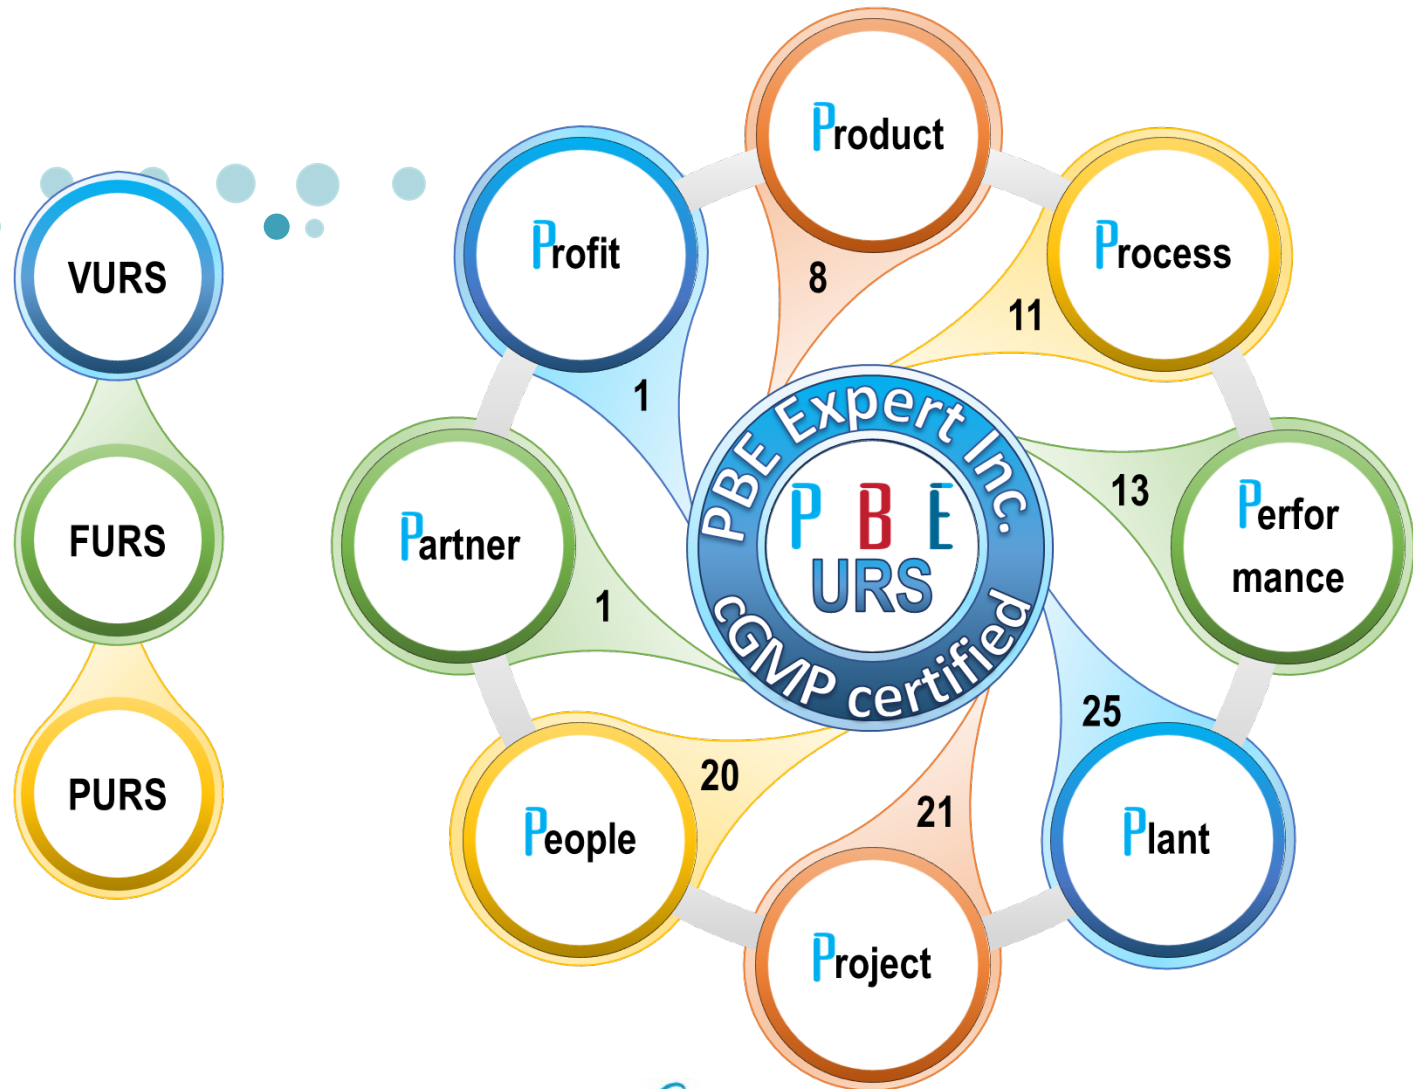 VURS
FURS
PURS
Product
8
Process
11
Perfor
mance
13
Plant
25
Project
21
People
20
Partner
1
Profit
1
PBE Expert Inc.
PBE
URS
cGMP certified